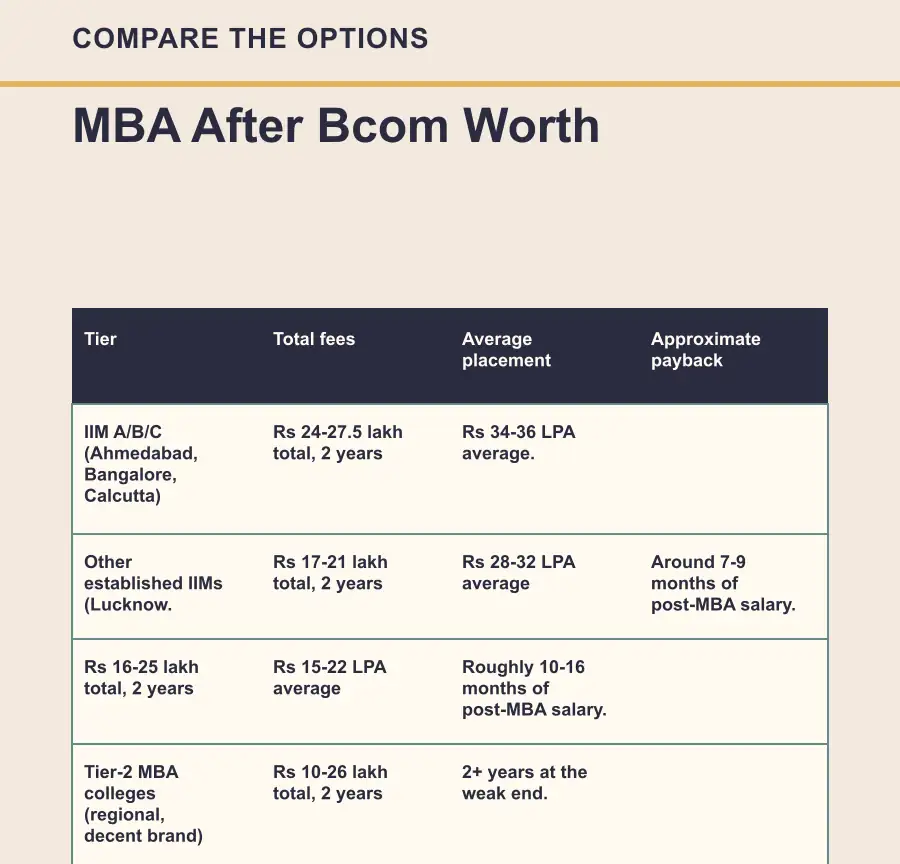 COMPARE THE OPTIONS
MBA After Bcom Worth
Tier
Total fees
Average
placement
Approximate
payback
IIM A/B/C
(Ahmedabad,
Bangalore,
Calcutta)
Rs 24-27.5 lakh
total, 2 years
Rs 34-36 LPA
average.
Other
established IIMs
(Lucknow.
Rs 17-21 lakh
total, 2 years
Rs 28-32 LPA
average
Around 7-9
months of
post-MBA salary.
Rs 16-25 lakh
total, 2 years
Rs 15-22 LPA
average
Roughly 10-16
months of
post-MBA salary.
Tier-2 MBA
colleges
(regional,
decent brand)
Rs 10-26 lakh
total, 2 years
2+ years at the
weak end.